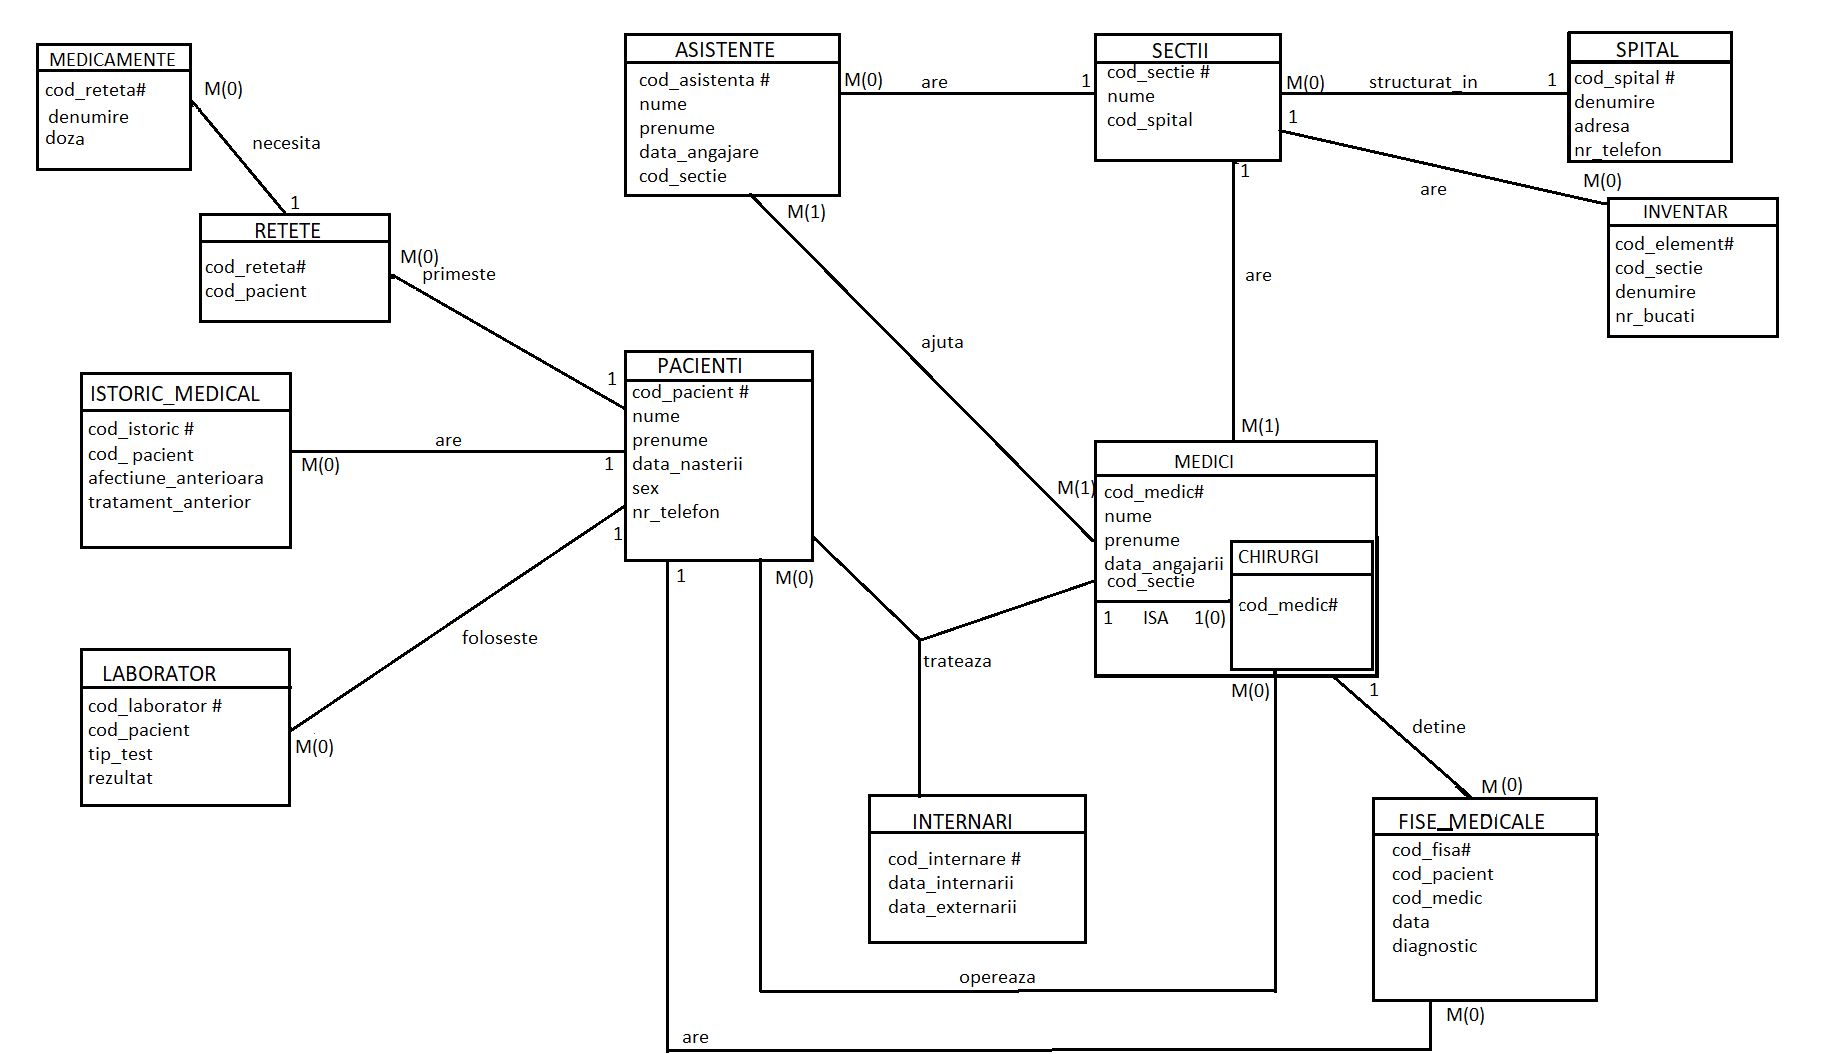 MEDICAMENTE
cod_reteta#
denumire
doza
M(0)
necesita
1
RETETE
cod_reteta#
cod_pacient
M(0)
primeste
1
ASISTENTE
cod_asistenta #
nume
prenume
data_angajare
cod_sectie
M(0)
are
1
SECTII
cod_sectie #
nume
cod_spital
M(0)
structurat_in
1
SPITAL
cod_spital #
denumire
adresa
nr_telefon
1
are
M(0)
INVENTAR
cod_element#
cod_sectie
denumire
nr_bucati
1
are
M(1)
M(1)
ajuta
M(1)
ISTORIC_MEDICAL
cod_istoric #
cod_ pacient
afectiune_anterioara
tratament_anterior
are
M(0)
1
PACIENTI
cod_pacient #
nume
prenume
data_nasterii
sex
nr_telefon
1
foloseste
M(0)
LABORATOR
cod_laborator #
cod_pacient
tip_test
rezultat
MEDICI
cod_medic#
nume
prenume
data_angajarii
cod_sectie
1 ISA 1(0)
CHIRURGI
cod_medic#
1
M(0)
trateaza
M(0)
1
detine
M (0)
INTERNARI
cod_internare #
data_internarii
data_externarii
FISE_MEDICALE
cod_fisa#
cod_pacient
cod_medic
data
diagnostic
opereaza
M(0)
are